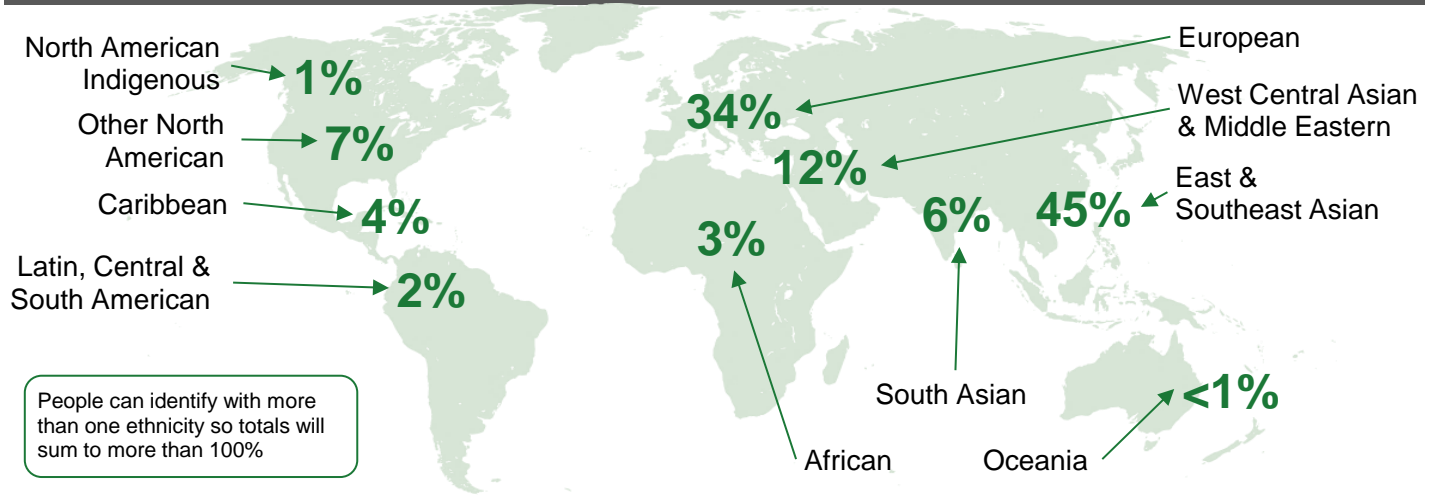 North American
Indigenous
1%
Other North
American
7%
Caribbean
4%
Latin, Central &
South American
2%
European
34%
West Central Asian
& Middle Eastern
12%
East &
Southeast Asian
45%
6%
South Asian
3%
African
<1%
Oceania
People can identify with more
than one ethnicity so totals will
sum to more than 100%